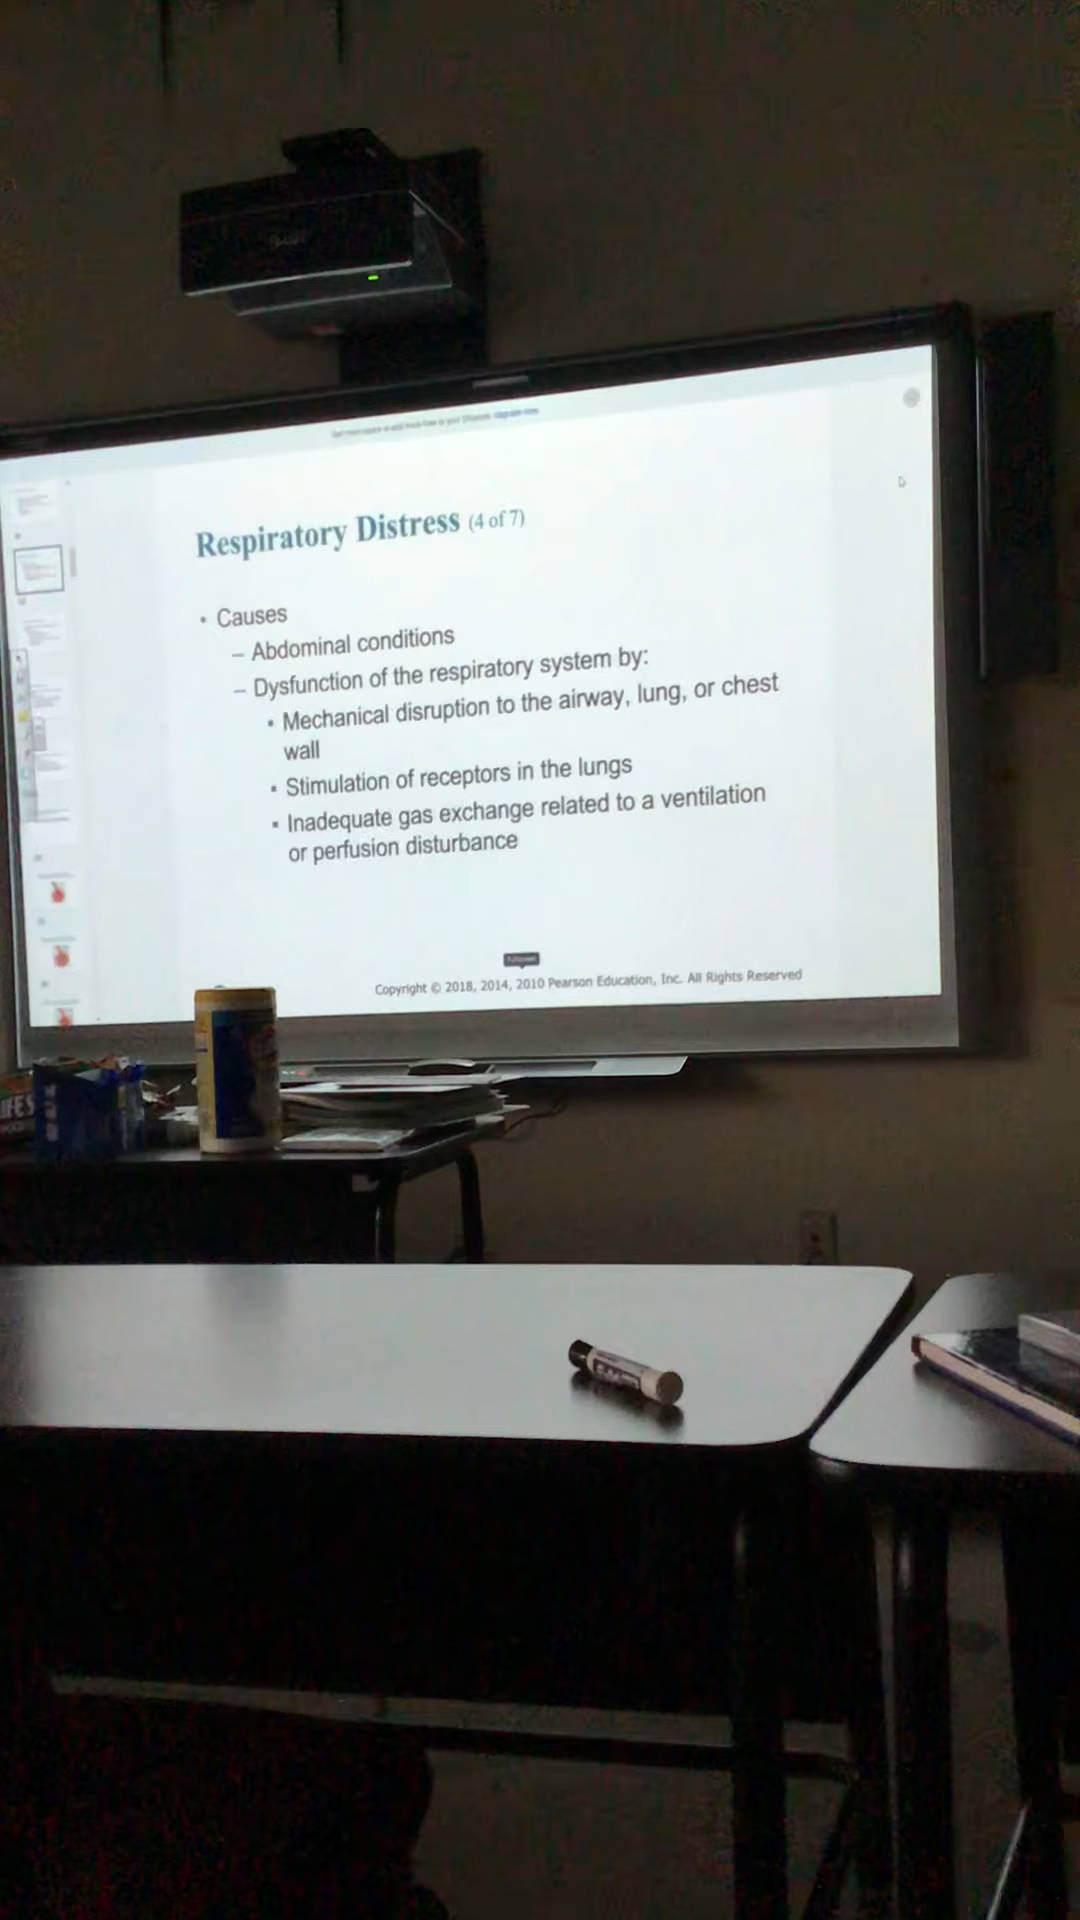 Respiratory Distress (4 of 7)
• Causes
– Abdominal conditions
– Dysfunction of the respiratory system by:
▪ Mechanical disruption to the airway, lung, or chest
wall
▪ Stimulation of receptors in the lungs
▪ Inadequate gas exchange related to a ventilation
or perfusion disturbance
Copyright © 2018, 2014, 2010 Pearson Education, Inc. All Rights Reserved